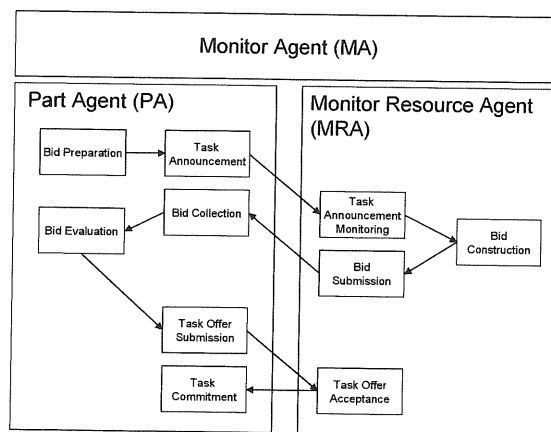 Monitor Agent (MA)
Part Agent (PA)
Bid Preparation
Task
Announcement
Bid Collection
Bid Evaluation
Task Offer
Submission
Task
Commitment
Monitor Resource Agent
(MRA)
Task
Announcement
Monitoring
Bid
Construction
Bid
Submission
Task Offer
Acceptance